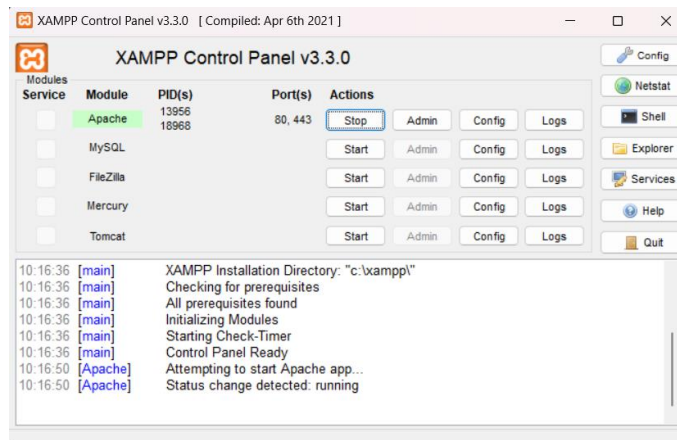 XAMPP Control Panel v3.3.0 [ Compiled: Apr 6th 2021 ]
XAMPP Control Panel v3.3.0
Config
Modules
Service Module PID(s) Port(s) Actions
Netstat
Apache 13956 18968 80, 443 Stop Admin Config Logs
Shell
MySQL Start Admin Config Logs
Explorer
FileZilla Start Admin Config Logs
Services
Mercury Start Admin Config Logs
Help
Tomcat Start Admin Config Logs
Quit
10:16:36 [main] XAMPP Installation Directory: "c:\xampp\"
10:16:36 [main] Checking for prerequisites
10:16:36 [main] All prerequisites found
10:16:36 [main] Initializing Modules
10:16:36 [main] Starting Check-Timer
10:16:36 [main] Control Panel Ready
10:16:50 [Apache] Attempting to start Apache app...
10:16:50 [Apache] Status change detected: running